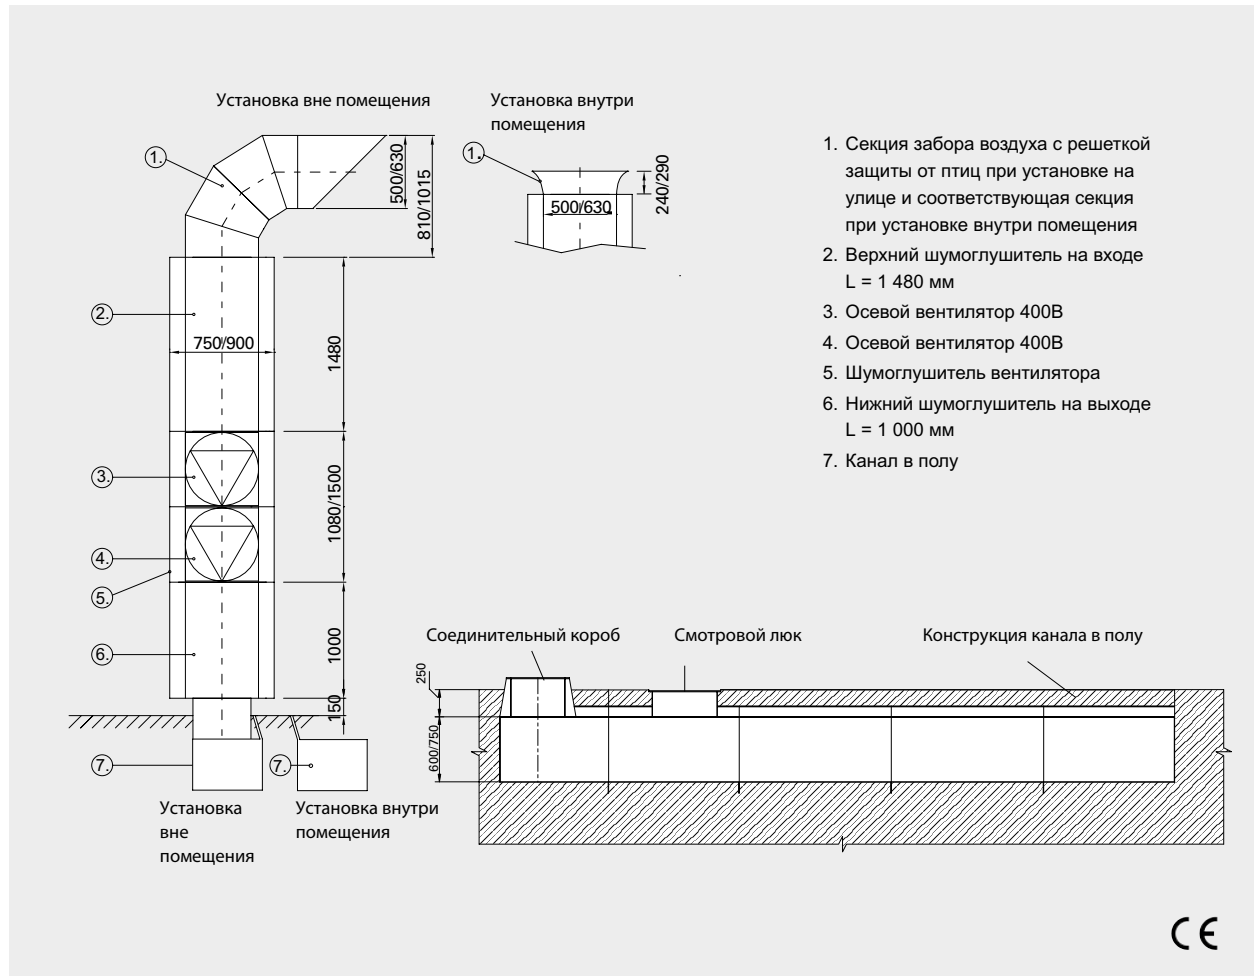 Установка вне помещения
Установка внутри
помещения
1.
1.
500/630
810/1015
500/630
240/290
1. Секция забора воздуха с решеткой
защиты от птиц при установке на
улице и соответствующая секция
при установке внутри помещения
2. Верхний шумоглушитель на входе
L = 1 480 мм
3. Осевой вентилятор 400В
4. Осевой вентилятор 400В
5. Шумоглушитель вентилятора
6. Нижний шумоглушитель на выходе
L = 1 000 мм
7. Канал в полу
2.
750/900
1480
3.
1080/1500
4.
5.
6.
1000
150
7.
7.
Установка
вне
помещения
Установка внутри
помещения
Соединительный короб
Смотровой люк
Конструкция канала в полу
250
600/750
CE